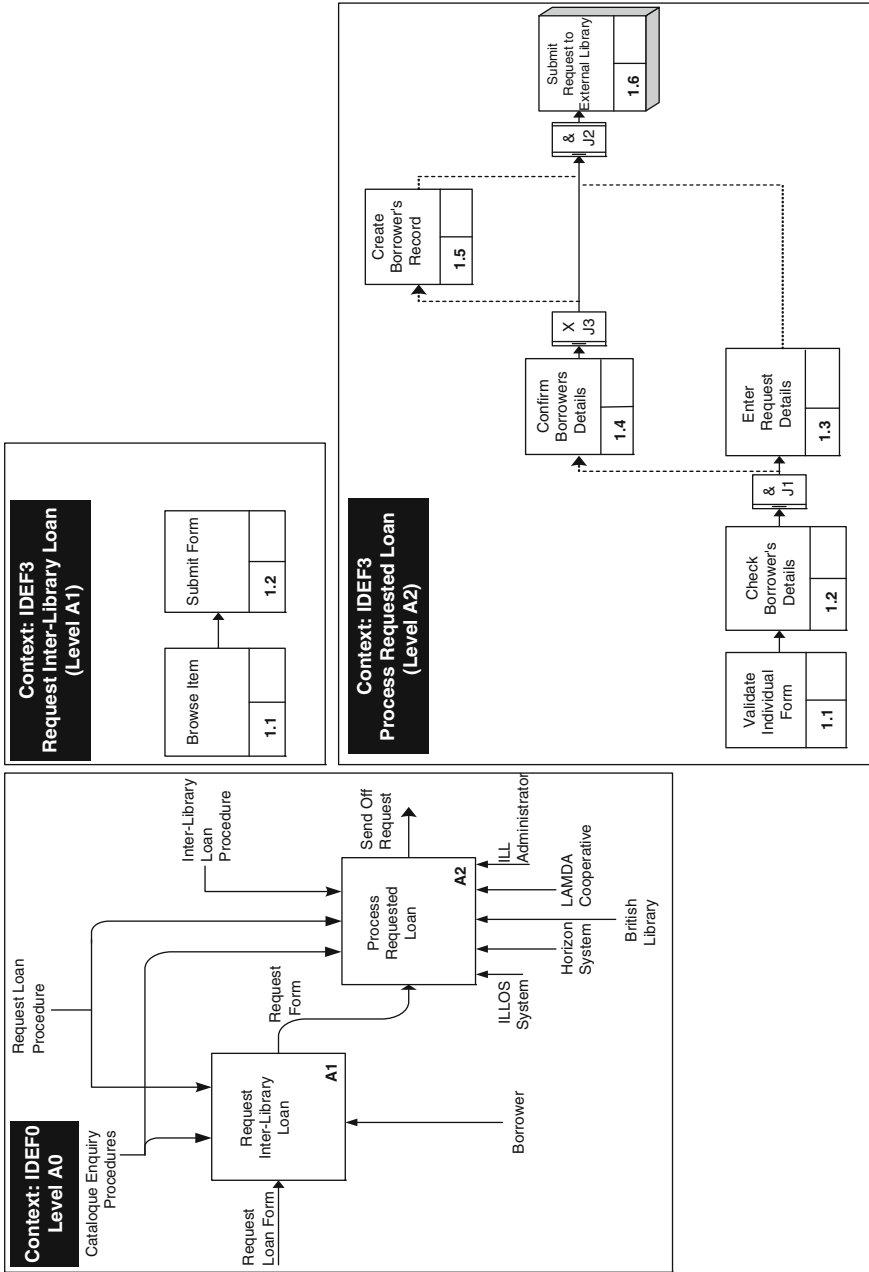 Context: IDEF0
Level A0
Catalogue Enquiry
Procedures
Request Loan
Procedure
Inter-Library
Loan
Procedure
Request
Loan Form
Request
Inter-Library
Loan
A1
Request
Form
Borrower
Process
Requested
Loan
A2
Send Off
Request
ILLOS
System
Horizon
System
British
Library
LAMDA
Cooperative
ILL
Administrator
Context: IDEF3
Request Inter-Library Loan
(Level A1)
Browse Item
1.1
Submit Form
1.2
Context: IDEF3
Process Requested Loan
(Level A2)
Validate
Individual
Form
1.1
Check
Borrower's
Details
1.2
&
J1
Enter
Request
Details
1.3
Confirm
Borrowers
Details
1.4
X
J3
Create
Borrower's
Record
1.5
&
J2
Submit
Request to
External Library
1.6